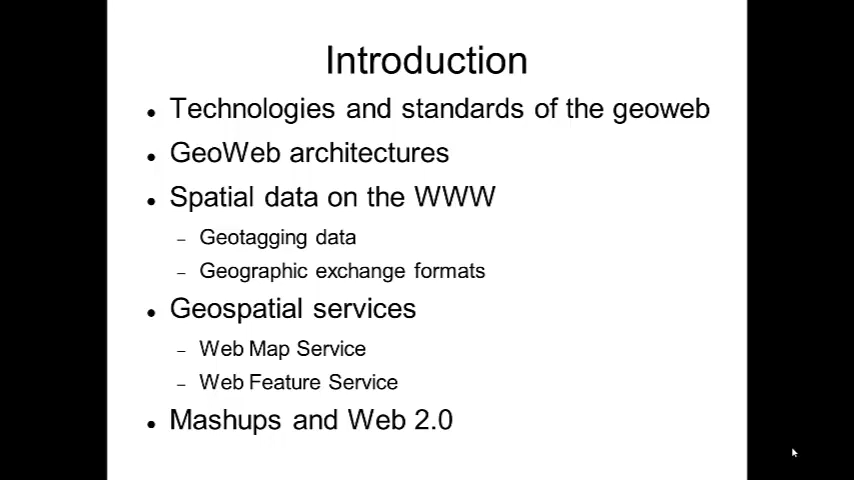 Introduction
• Technologies and standards of the geoweb
• GeoWeb architectures
• Spatial data on the WWW
– Geotagging data
– Geographic exchange formats
• Geospatial services
– Web Map Service
– Web Feature Service
• Mashups and Web 2.0